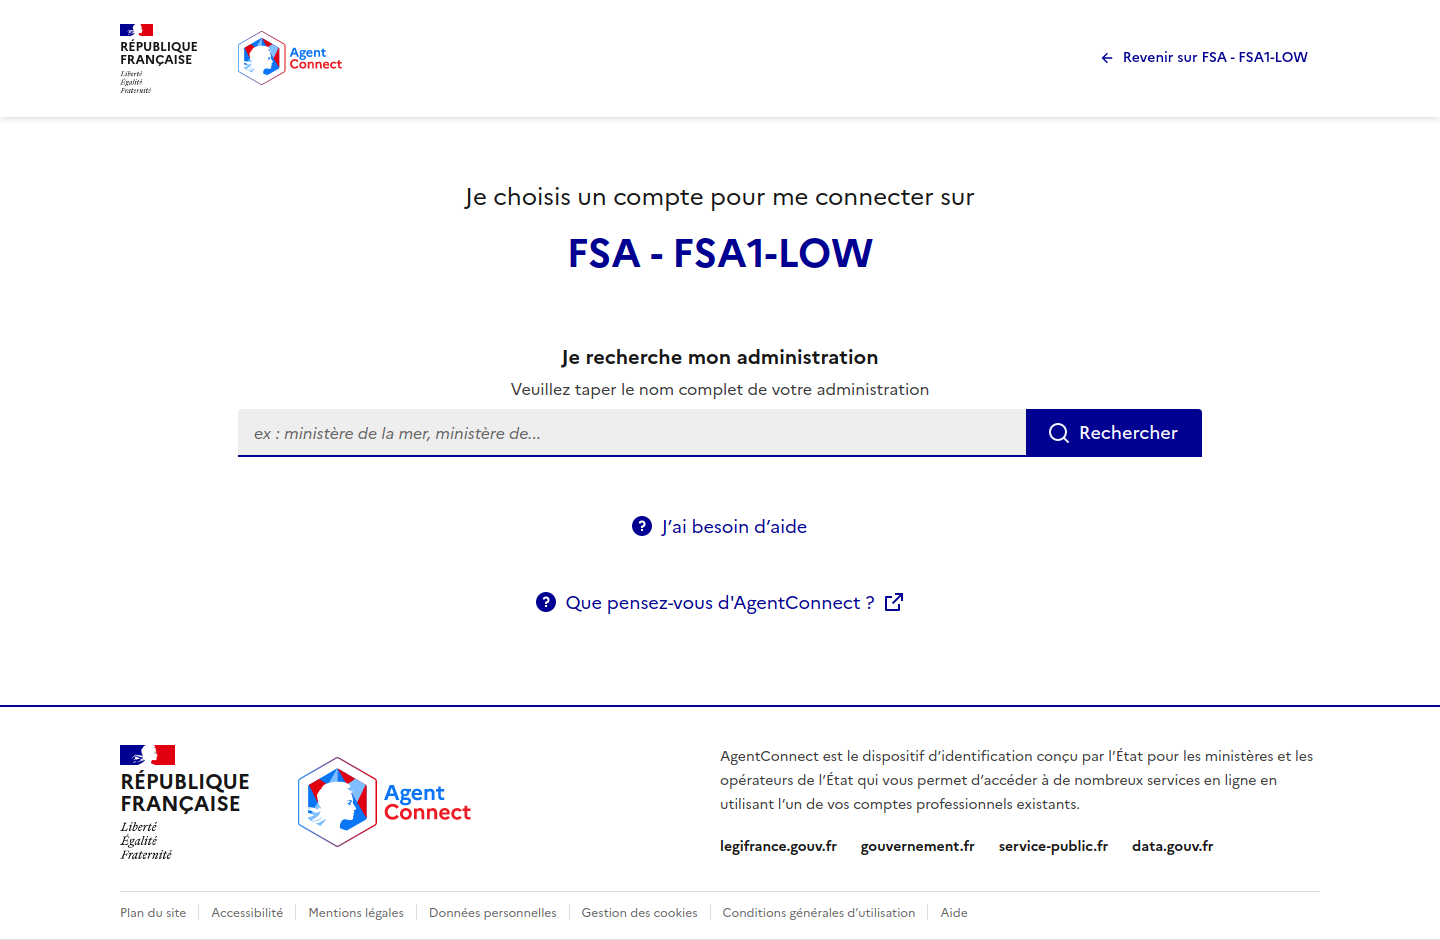 RÉPUBLIQUE
FRANÇAISE
Liberté
Égalité
Fraternité
Agent
Connect
Revenir sur FSA - FSA1-LOW
Je choisis un compte pour me connecter sur
FSA - FSA1-LOW
Je recherche mon administration
Veuillez taper le nom complet de votre administration
ex : ministère de la mer, ministère de...
Rechercher
J’ai besoin d’aide
Que pensez-vous d'AgentConnect ?
RÉPUBLIQUE
FRANÇAISE
Liberté
Égalité
Fraternité
Agent
Connect
AgentConnect est le dispositif d’identification conçu par l’État pour les ministères et les
opérateurs de l’État qui vous permet d’accéder à de nombreux services en ligne en
utilisant l’un de vos comptes professionnels existants.
legifrance.gouv.fr gouvernement.fr service-public.fr data.gouv.fr
Plan du site Accessibilité Mentions légales Données personnelles Gestion des cookies Conditions générales d’utilisation Aide